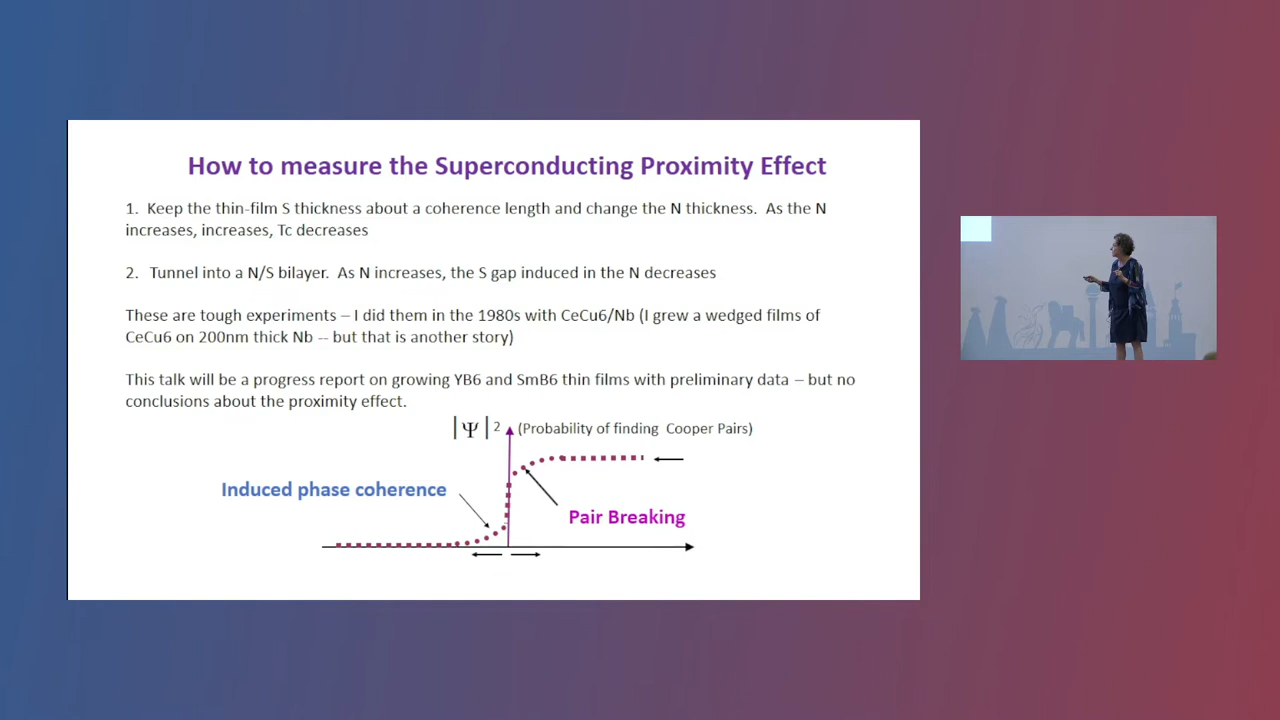 How to measure the Superconducting Proximity Effect
1. Keep the thin-film S thickness about a coherence length and change the N thickness. As the N
increases, increases, Tc decreases
2. Tunnel into a N/S bilayer. As N increases, the S gap induced in the N decreases
These are tough experiments – I did them in the 1980s with CeCu6/Nb (I grew a wedged films of
CeCu6 on 200nm thick Nb -- but that is another story)
This talk will be a progress report on growing YB6 and SmB6 thin films with preliminary data – but no
conclusions about the proximity effect.
|Ψ|2 (Probability of finding Cooper Pairs)
Induced phase coherence
Pair Breaking